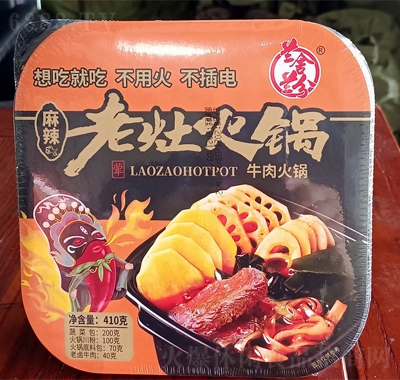 想吃就吃 不用火 不插电
麻辣
老灶火锅
LAOZAOHOTPOT 牛肉火锅
净含量：410克
蔬菜包：200克
火锅川粉：100克
火锅底料包：70克
老卤牛肉：40克